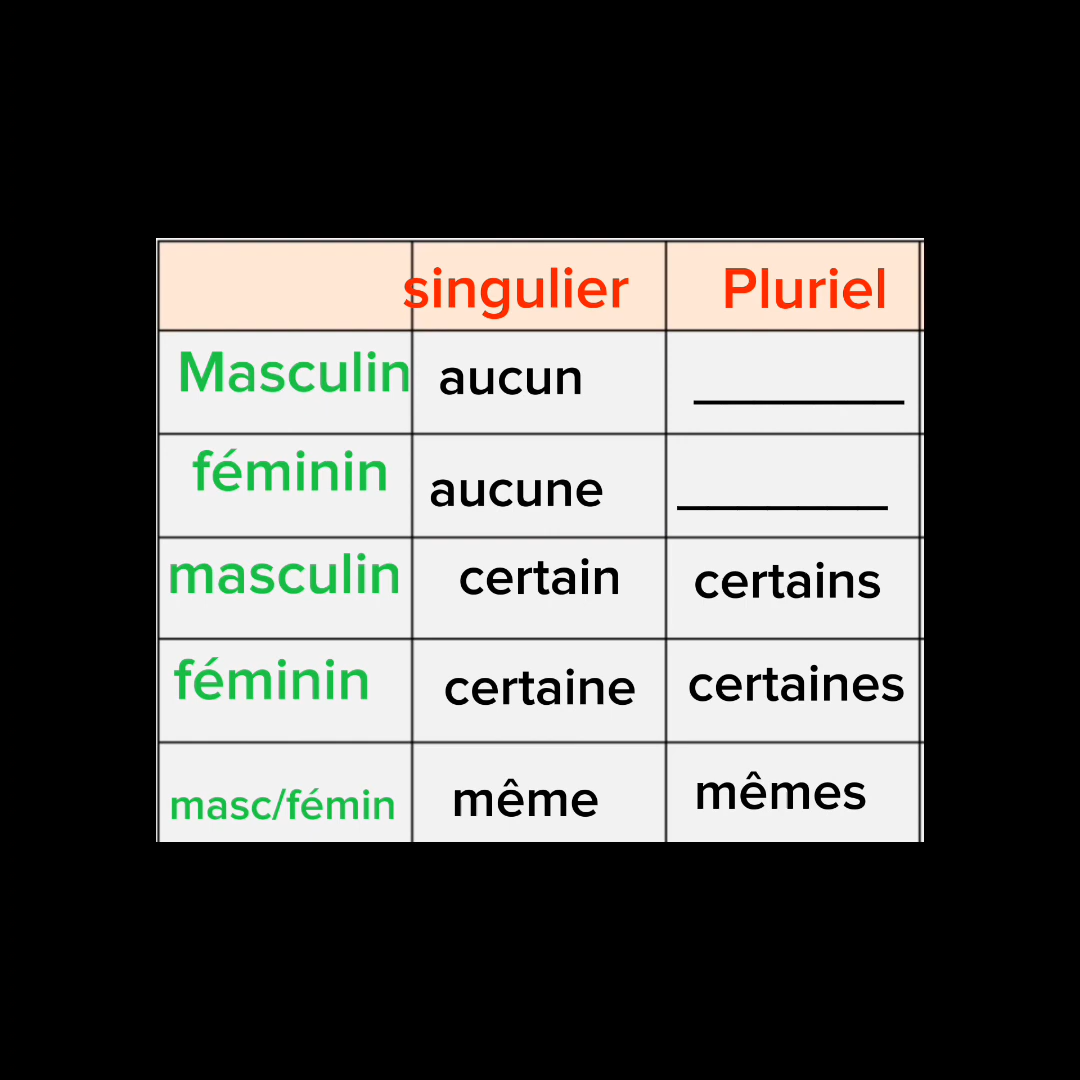 singulier Pluriel
Masculin aucun ________
féminin aucune ________
masculin certain certains
féminin certaine certaines
masc/fémin même mêmes